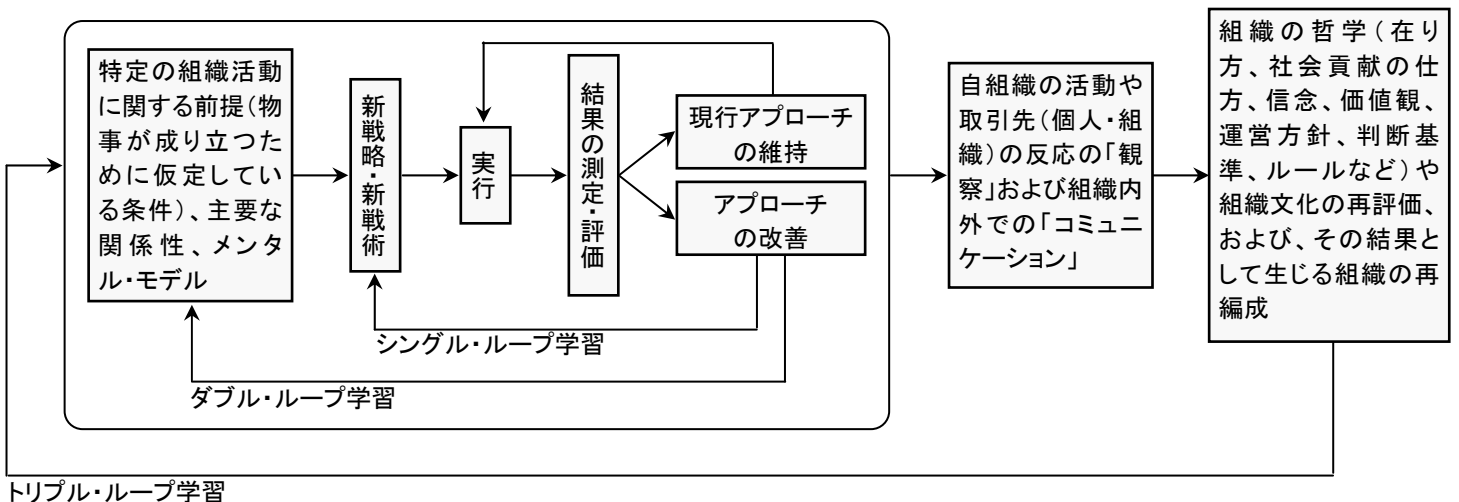 特定の組織活動
に関する前提(物
事が成り立つた
めに仮定してい
る条件)、主要な
関係性、メンタ
ル・モデル
新戦略・新戦術
実行
結果の測定・評価
現行アプローチ
の維持
アプローチ
の改善
シングル・ループ学習
ダブル・ループ学習
自組織の活動や
取引先(個人・組
織)の反応の「観
察」および組織内
外での「コミュニ
ケーション」
組織の哲学(在り
方、社会貢献の仕
方、信念、価値観、
運営方針、判断基
準、ルールなど)や
組織文化の再評価、
および、その結果と
して生じる組織の再
編成
トリプル・ループ学習